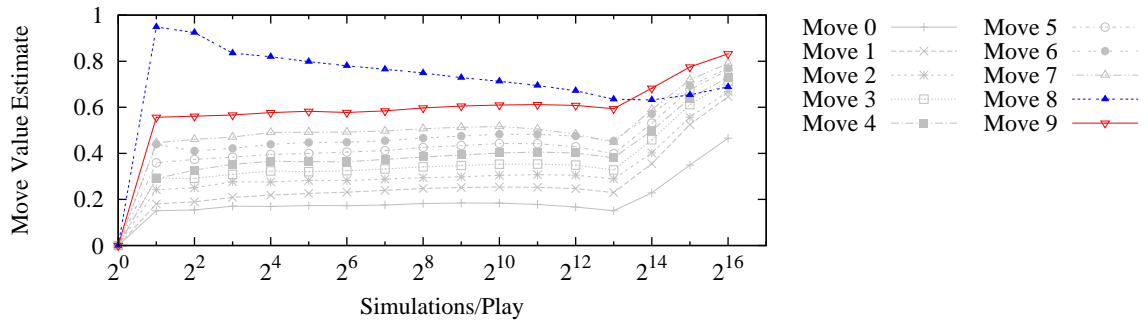 Move Value Estimate
1
0.8
0.6
0.4
0.2
0
2^0 2^2 2^4 2^6 2^8 2^10 2^12 2^14 2^16
Simulations/Play
Move 0
Move 1
Move 2
Move 3
Move 4
Move 5
Move 6
Move 7
Move 8
Move 9